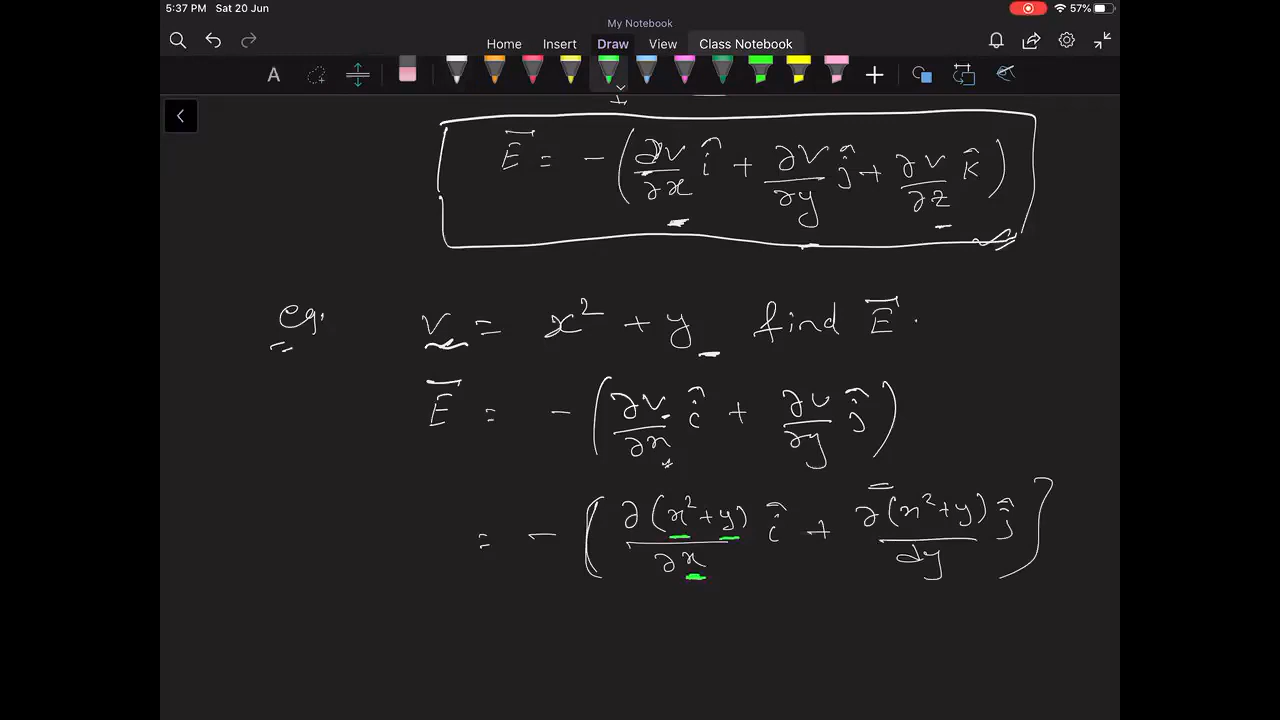 5:37 PM Sat 20 Jun 57%
My Notebook
Home Insert Draw View Class Notebook
A
E̅ = - (∂V/∂x î + ∂V/∂y ĵ + ∂V/∂z k̂)
eg. V = x² + y find E̅.
E̅ = - (∂V/∂x î + ∂V/∂y ĵ)
= - (∂(x²+y)/∂x î + ∂(x²+y)/dy ĵ)